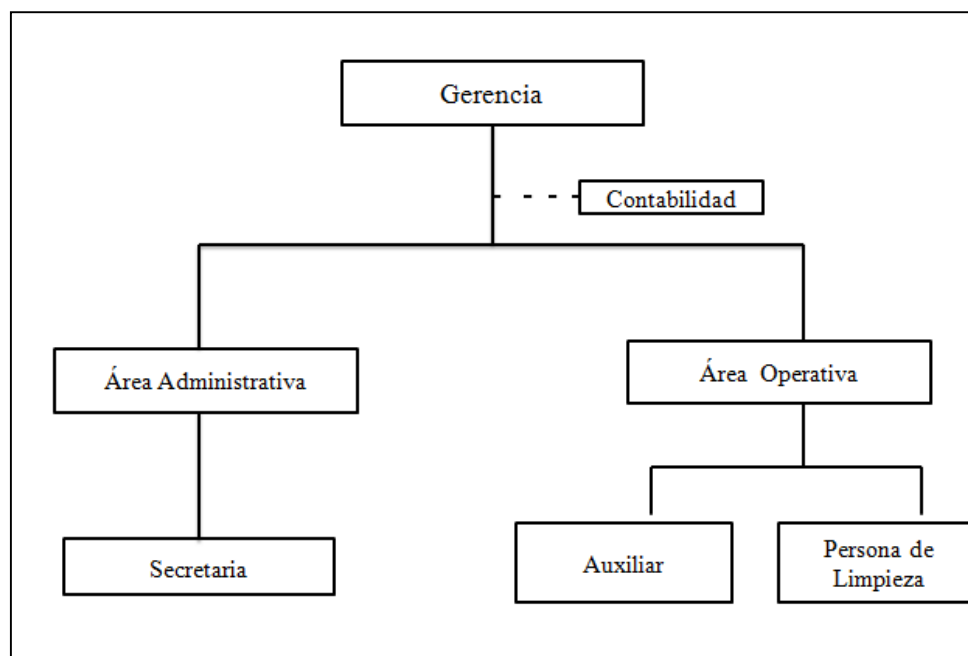 Gerencia
Contabilidad
Área Administrativa
Área Operativa
Secretaria
Auxiliar
Persona de
Limpieza